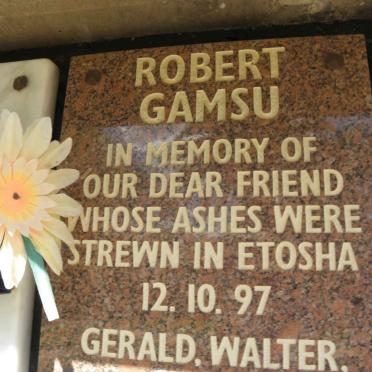 ROBERT
GAMSU
IN MEMORY OF
OUR DEAR FRIEND
WHOSE ASHES WERE
STREWN IN ETOSHA
12. 10. 97
GERALD, WALTER,